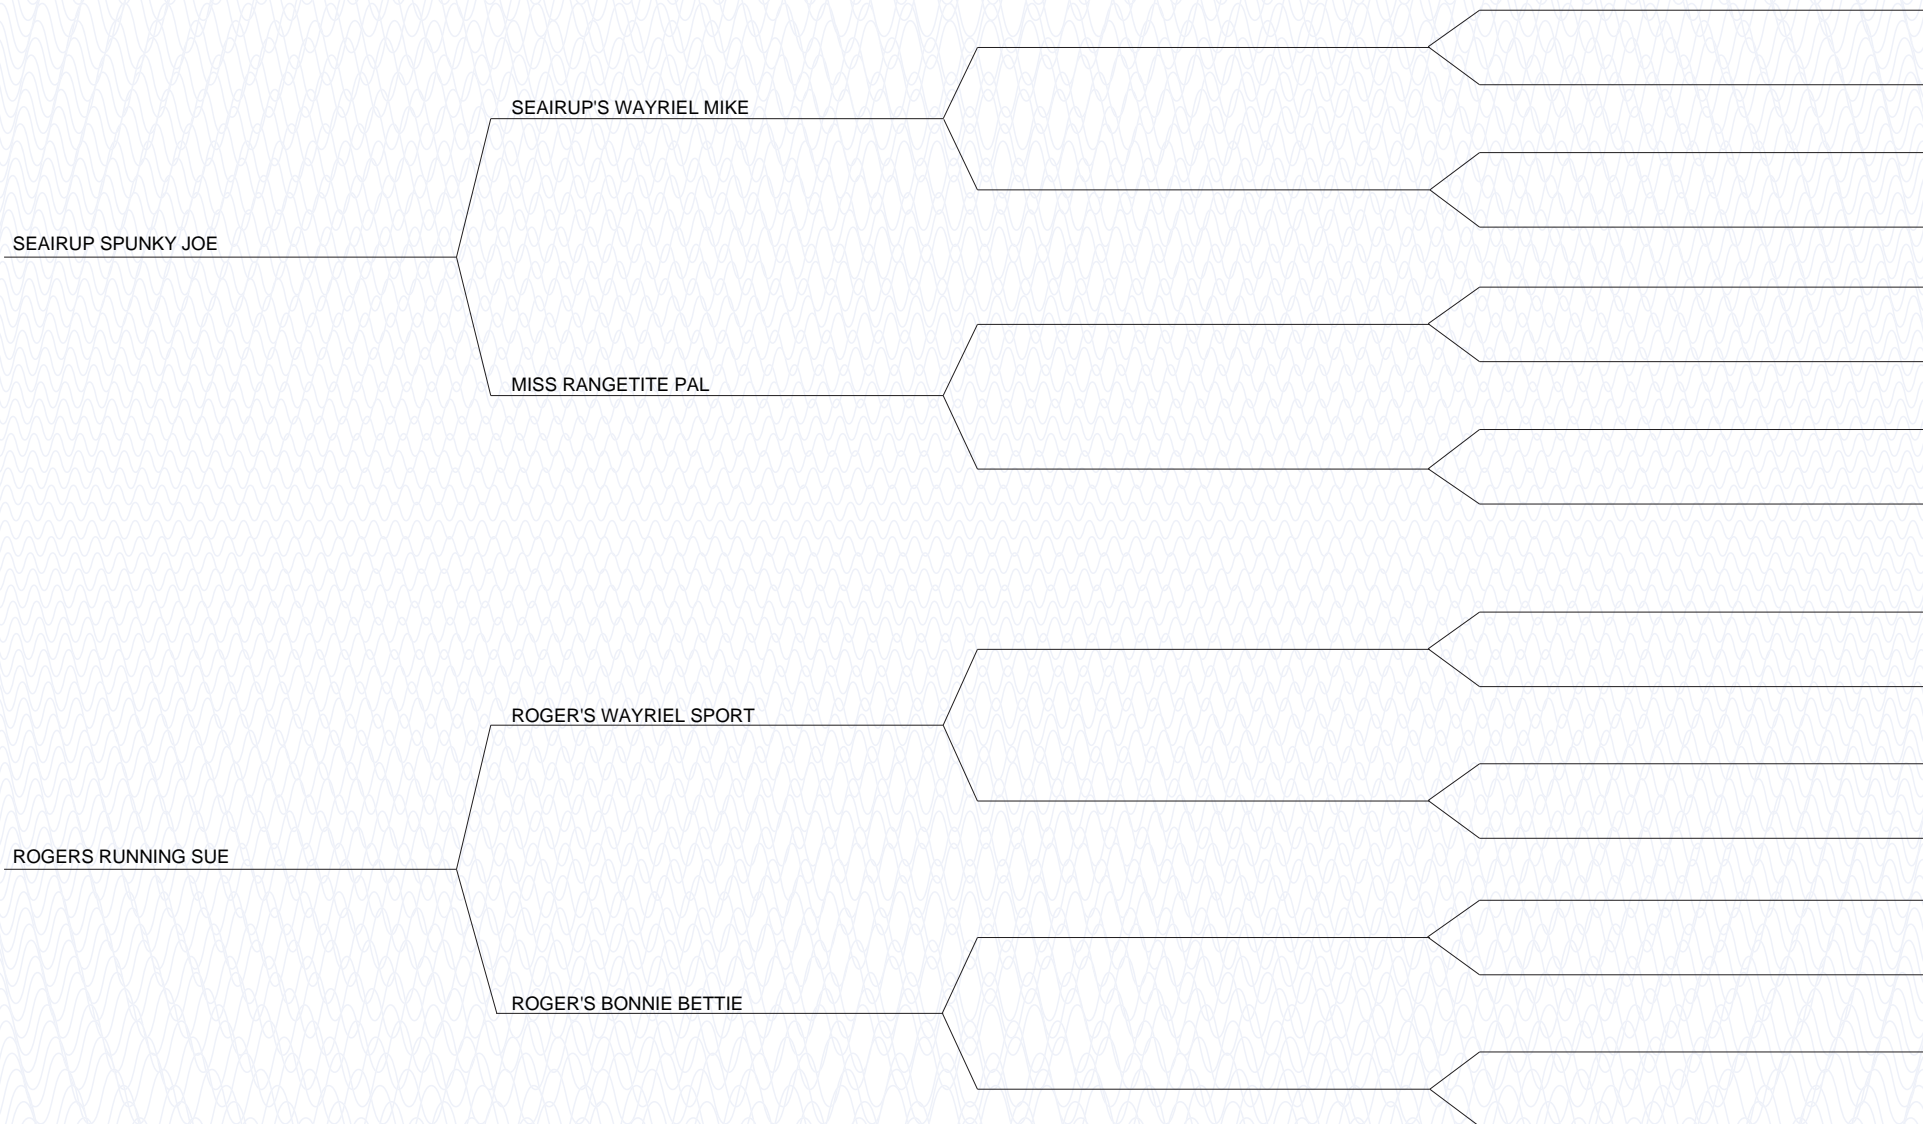 SEAIRUP'S WAYRIEL MIKE
SEAIRUP SPUNKY JOE
MISS RANGETITE PAL
ROGER'S WAYRIEL SPORT
ROGERS RUNNING SUE
ROGER'S BONNIE BETTIE